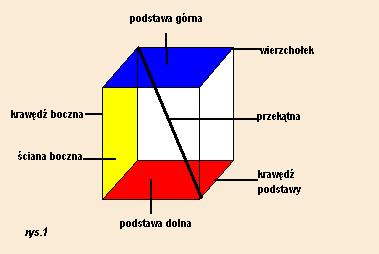 podstawa górna
wierzchołek
krawędź boczna
przekątna
ściana boczna
krawędź
podstawy
podstawa dolna
rys.1